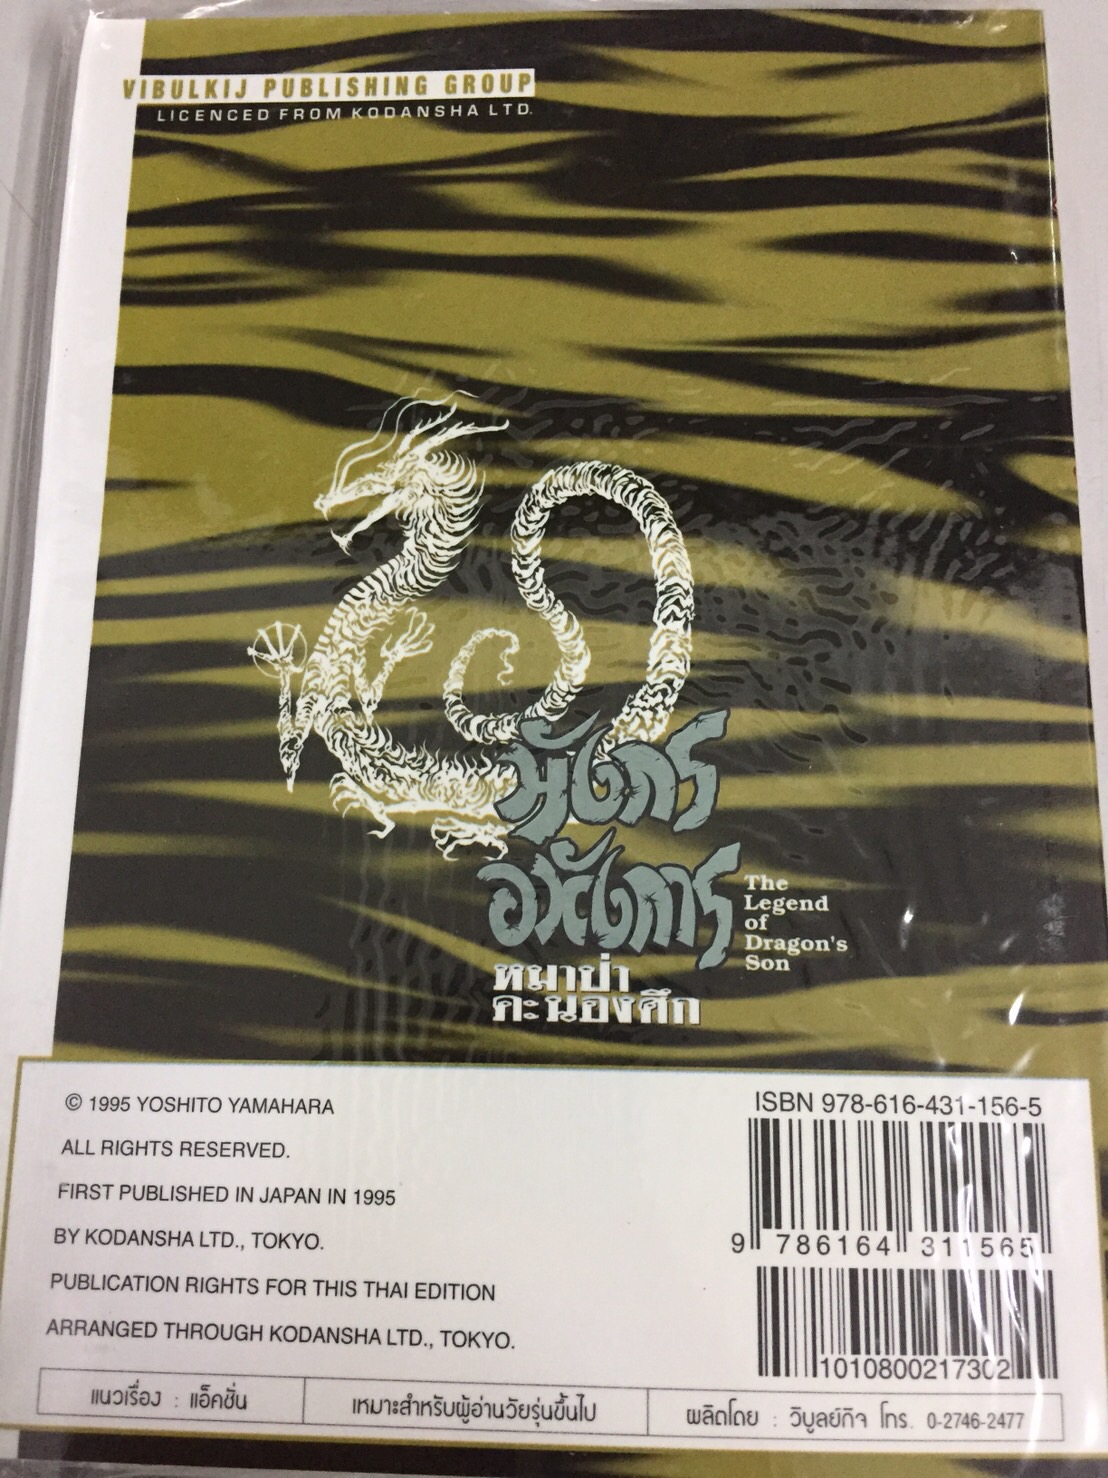 VIBULKIJ PUBLISHING GROUP
LICENCED FROM KODANSHA LTD.
มังกร
อหังการ
The
Legend
of
Dragon's
Son
หมาป่า
คะนองศึก
© 1995 YOSHITO YAMAHARA
ALL RIGHTS RESERVED.
FIRST PUBLISHED IN JAPAN IN 1995
BY KODANSHA LTD., TOKYO.
PUBLICATION RIGHTS FOR THIS THAI EDITION
ARRANGED THROUGH KODANSHA LTD., TOKYO.
ISBN 978-616-431-156-5
9 786164 311565
1010800217302
แนวเรื่อง : แอ็คชั่น
เหมาะสำหรับผู้อ่านวัยรุ่นขึ้นไป
ผลิตโดย : วิบูลย์กิจ โทร. 0-2746-2477